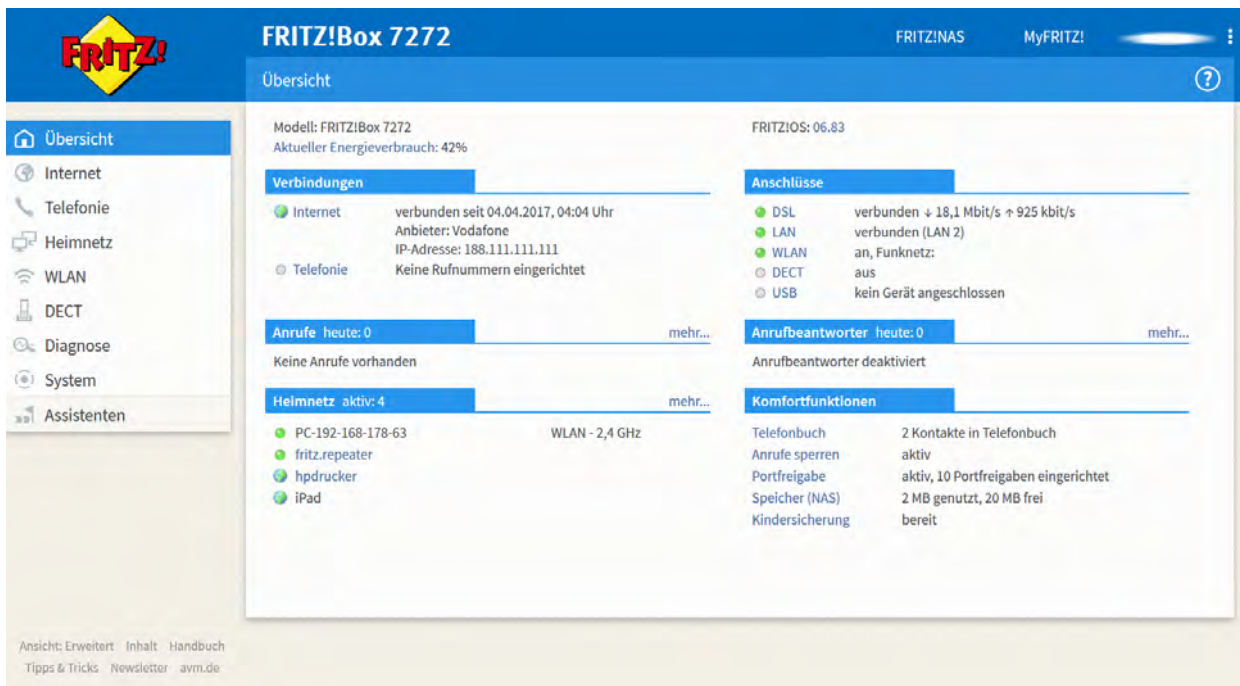 FRITZ!
FRITZ!Box 7272
FRITZ!NAS MyFRITZ!
Übersicht
?
Übersicht
Internet
Telefonie
Heimnetz
WLAN
DECT
Diagnose
System
Assistenten
Modell: FRITZ!Box 7272
Aktueller Energieverbrauch: 42%
FRITZ!OS: 06.83
Verbindungen
Internet verbunden seit 04.04.2017, 04:04 Uhr
Anbieter: Vodafone
IP-Adresse: 188.111.111.111
Telefonie Keine Rufnummern eingerichtet
Anschlüsse
DSL verbunden ↓ 18,1 Mbit/s ↑ 925 kbit/s
LAN verbunden (LAN 2)
WLAN an, Funknetz:
DECT aus
USB kein Gerät angeschlossen
Anrufe heute: 0 mehr...
Keine Anrufe vorhanden
Anrufbeantworter heute: 0 mehr...
Anrufbeantworter deaktiviert
Heimnetz aktiv: 4 mehr...
PC-192-168-178-63 WLAN - 2,4 GHz
fritz.repeater
hpdrucker
iPad
Komfortfunktionen
Telefonbuch 2 Kontakte in Telefonbuch
Anrufe sperren aktiv
Portfreigabe aktiv, 10 Portfreigaben eingerichtet
Speicher (NAS) 2 MB genutzt, 20 MB frei
Kindersicherung bereit
Ansicht: Erweitert Inhalt Handbuch
Tipps & Tricks Newsletter avm.de